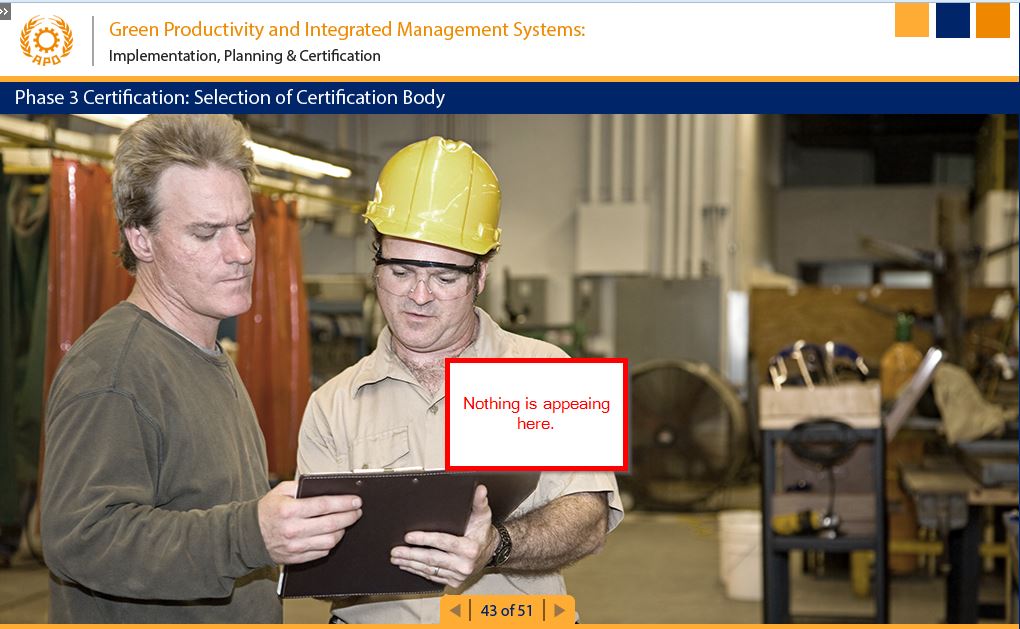 Green Productivity and Integrated Management Systems:
APO
Implementation, Planning & Certification
Phase 3 Certification: Selection of Certification Body
Nothing is appeaing
here.
43 of 51